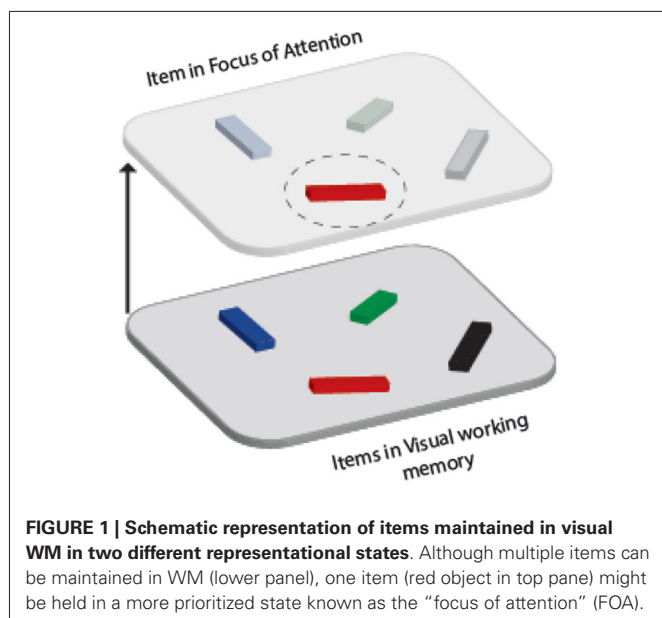 Item in Focus of Attention
Items in Visual working
memory
FIGURE 1 | Schematic representation of items maintained in visual
WM in two different representational states. Although multiple items can
be maintained in WM (lower panel), one item (red object in top pane) might
be held in a more prioritized state known as the “focus of attention” (FOA).